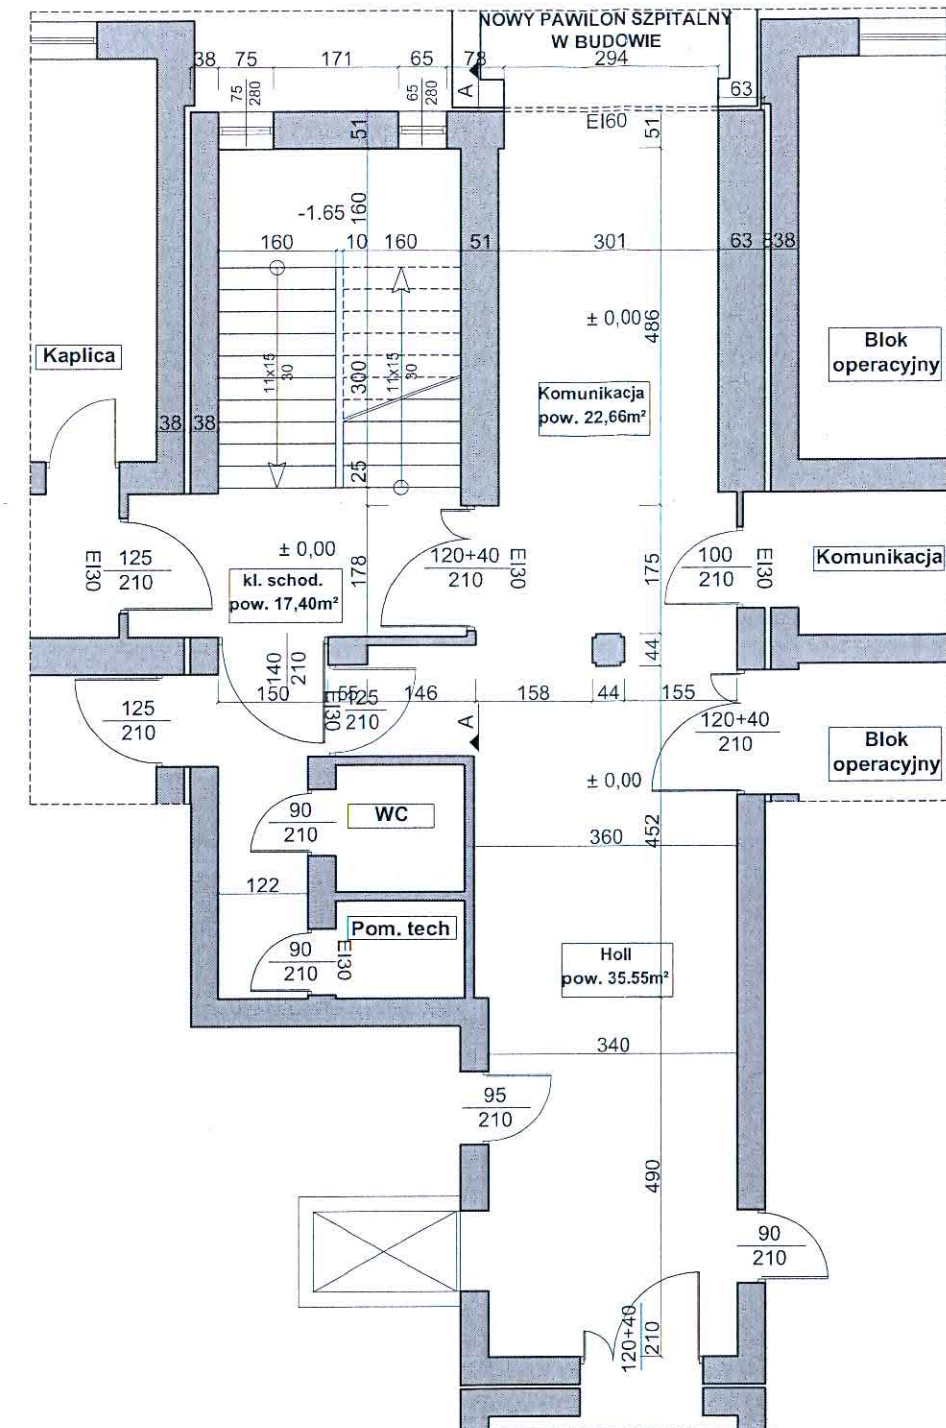 NOWY PAWILON SZPITALNY
W BUDOWIE
38 75 171 65 78 294
63
75
280
65
280
A
51
EI60
51
-1.65
160
160 10 160 51 301 63 8 38
± 0,00
486
Kaplica
Blok
operacyjny
11x15
30
300
11x15
30
Komunikacja
pow. 22,66m²
38 38
25
EI30
125
210
± 0,00
178
120+40
210
EI30
175
100
210
EI30
Komunikacja
kl. schod.
pow. 17,40m²
140
210
44
150 55 146 158 44 155
EI30
125
210
125
210
A
120+40
210
Blok
operacyjny
± 0,00
90
210
WC
452
360
122
Pom. tech
90
210
EI30
Holl
pow. 35.55m²
340
95
210
490
90
210
120+40
210